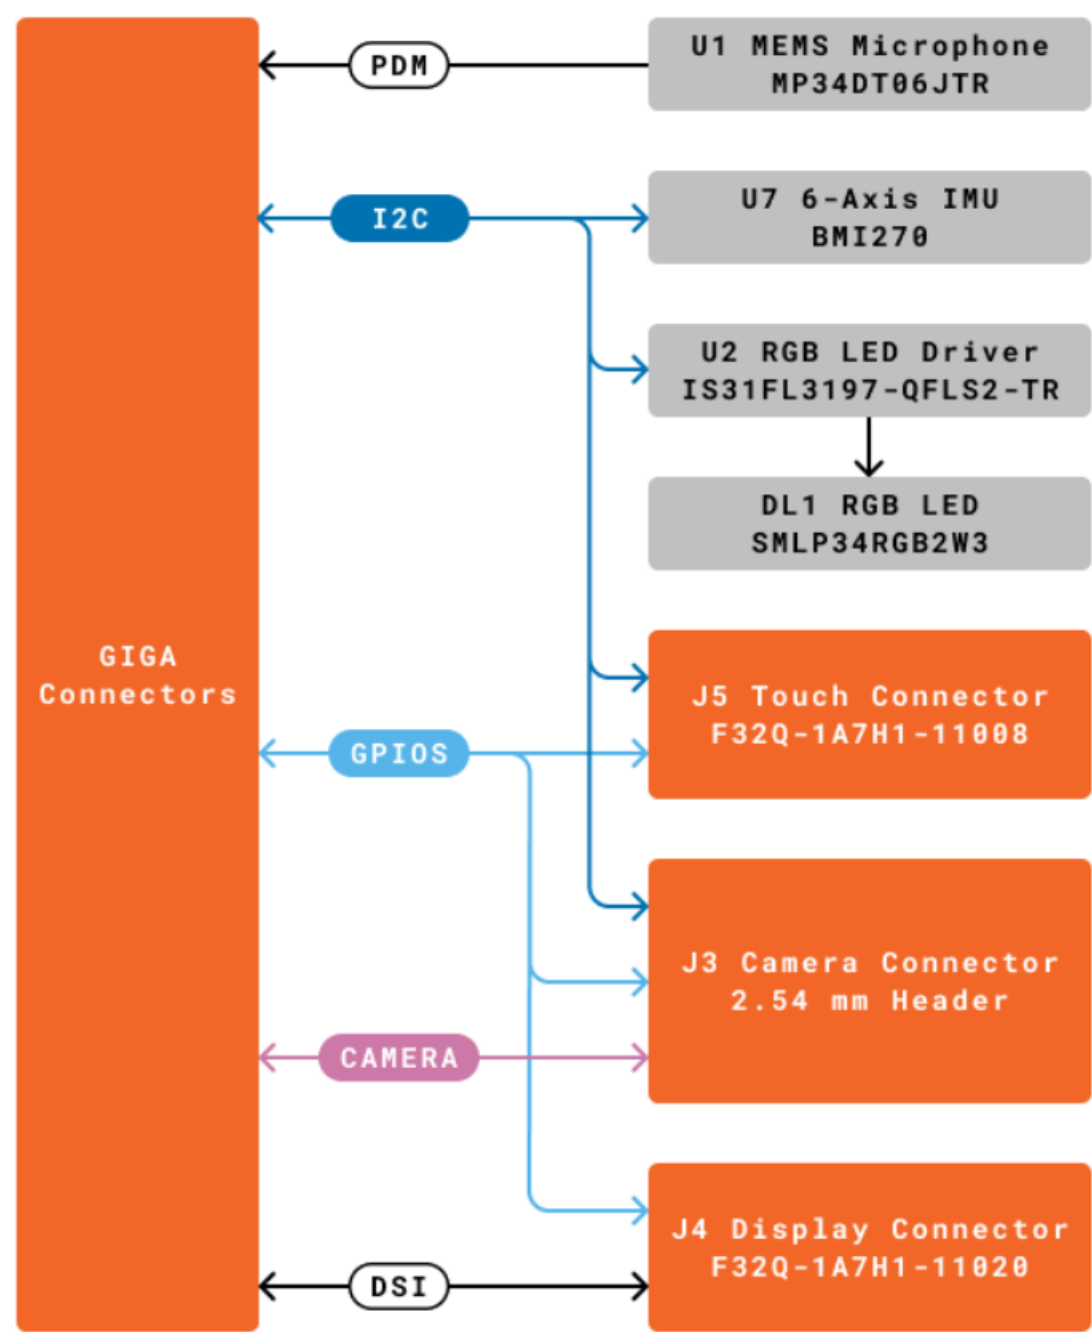 PDM
U1 MEMS Microphone
MP34DT06JTR
I2C
U7 6-Axis IMU
BMI270
U2 RGB LED Driver
IS31FL3197-QFLS2-TR
DL1 RGB LED
SMLP34RGB2W3
GIGA
Connectors
J5 Touch Connector
F32Q-1A7H1-11008
GPIOS
J3 Camera Connector
2.54 mm Header
CAMERA
J4 Display Connector
F32Q-1A7H1-11020
DSI